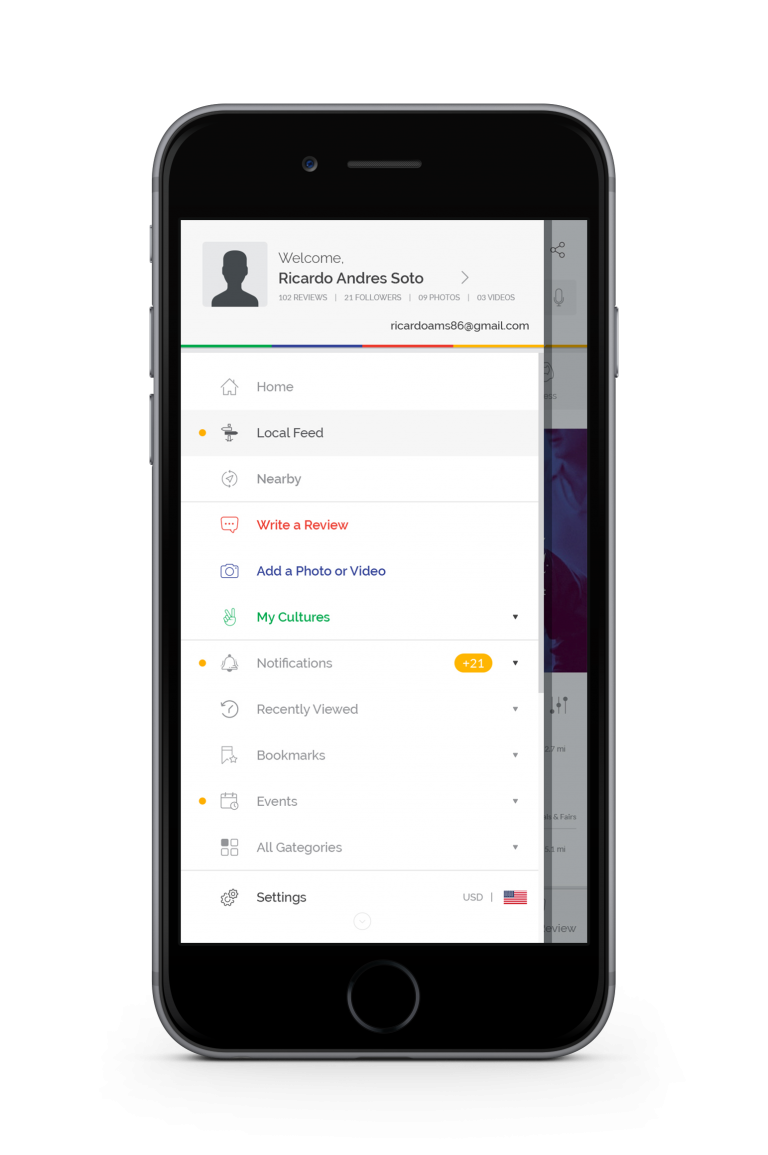 Welcome,
Ricardo Andres Soto
102 REVIEWS | 21 FOLLOWERS | 09 PHOTOS | 03 VIDEOS
ricardoams86@gmail.com
Home
ess
Local Feed
Nearby
Write a Review
Add a Photo or Video
My Cultures
Notifications +21
Recently Viewed
2.7 mi
Bookmarks
Events
& Fairs
All Gategories
5.1 mi
Settings USD |
eview